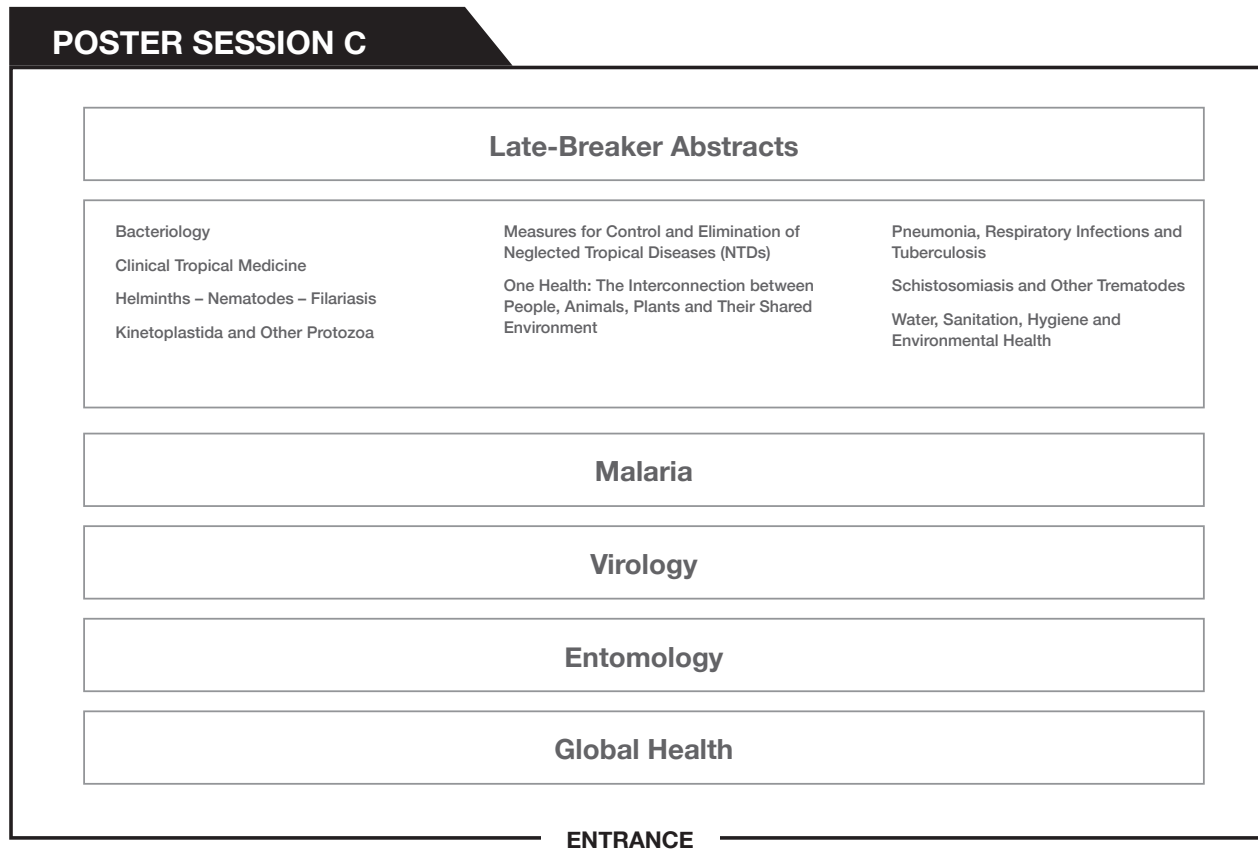 POSTER SESSION C
Late-Breaker Abstracts
Bacteriology
Clinical Tropical Medicine
Helminths – Nematodes – Filariasis
Kinetoplastida and Other Protozoa
Measures for Control and Elimination of
Neglected Tropical Diseases (NTDs)
One Health: The Interconnection between
People, Animals, Plants and Their Shared
Environment
Pneumonia, Respiratory Infections and
Tuberculosis
Schistosomiasis and Other Trematodes
Water, Sanitation, Hygiene and
Environmental Health
Malaria
Virology
Entomology
Global Health
ENTRANCE